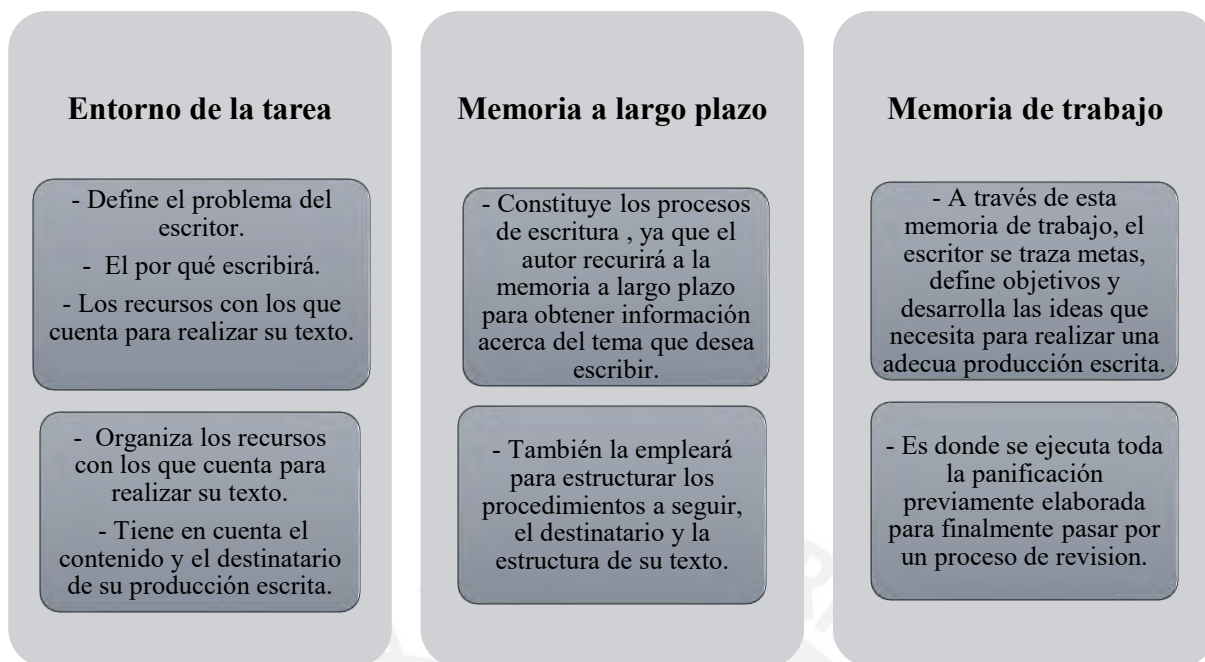 Entorno de la tarea
- Define el problema del
escritor.
- El por qué escribirá.
- Los recursos con los que
cuenta para realizar su texto.
- Organiza los recursos
con los que cuenta para
realizar su texto.
- Tiene en cuenta el
contenido y el destinatario
de su producción escrita.
Memoria a largo plazo
- Constituye los procesos
de escritura , ya que el
autor recurirá a la
memoria a largo plazo
para obtener información
acerca del tema que desea
escribir.
- También la empleará
para estructurar los
procedimientos a seguir,
el destinatario y la
estructura de su texto.
Memoria de trabajo
- A través de esta
memoria de trabajo, el
escritor se traza metas,
define objetivos y
desarrolla las ideas que
necesita para realizar una
adecua producción escrita.
- Es donde se ejecuta toda
la panificación
previamente elaborada
para finalmente pasar por
un proceso de revision.